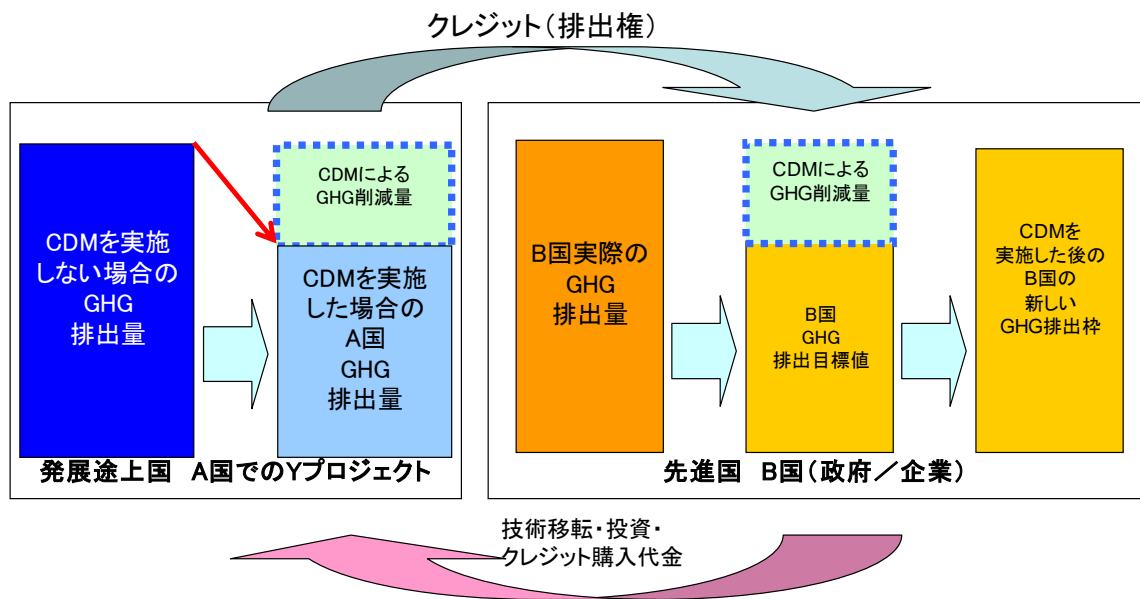 クレジット(排出権)
CDMを実施
しない場合の
GHG
排出量
CDMによる
GHG削減量
CDMを実施
した場合の
A国
GHG
排出量
発展途上国 A国でのYプロジェクト
B国実際の
GHG
排出量
CDMによる
GHG削減量
B国
GHG
排出目標値
CDMを
実施した後の
B国の
新しい
GHG排出枠
先進国 B国(政府/企業)
技術移転・投資・
クレジット購入代金